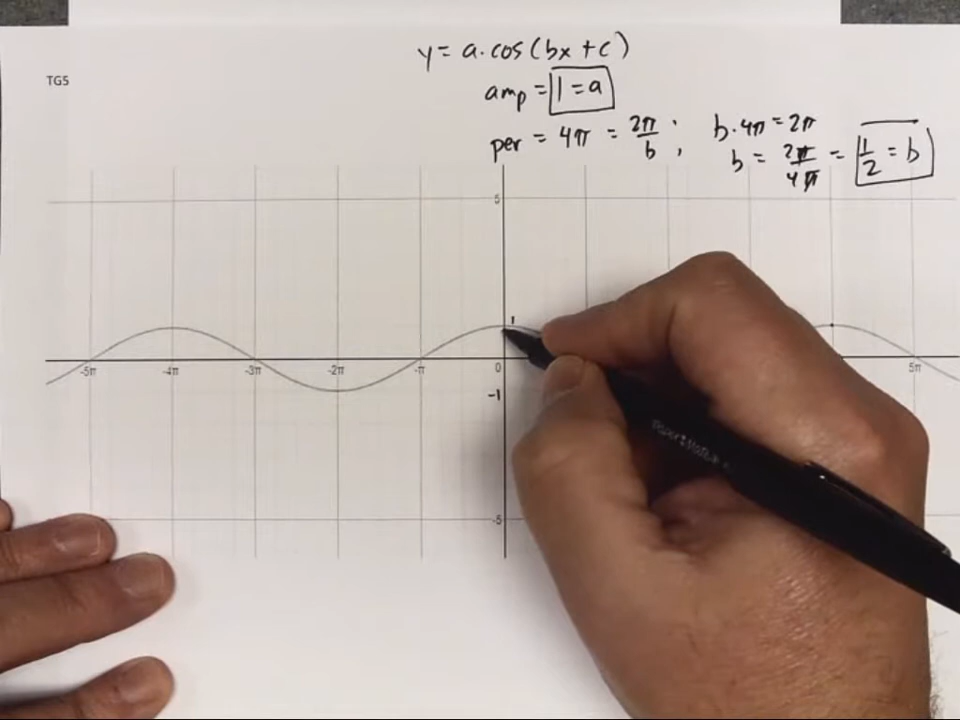 y = a·cos(bx + c)
TG5
amp = 1 = a
per = 4π = 2π/b ; b·4π = 2π
b = 2π/4π = 1/2 = b
5
1
-5π -4π -3π -2π -π 0 5π
-1
-5